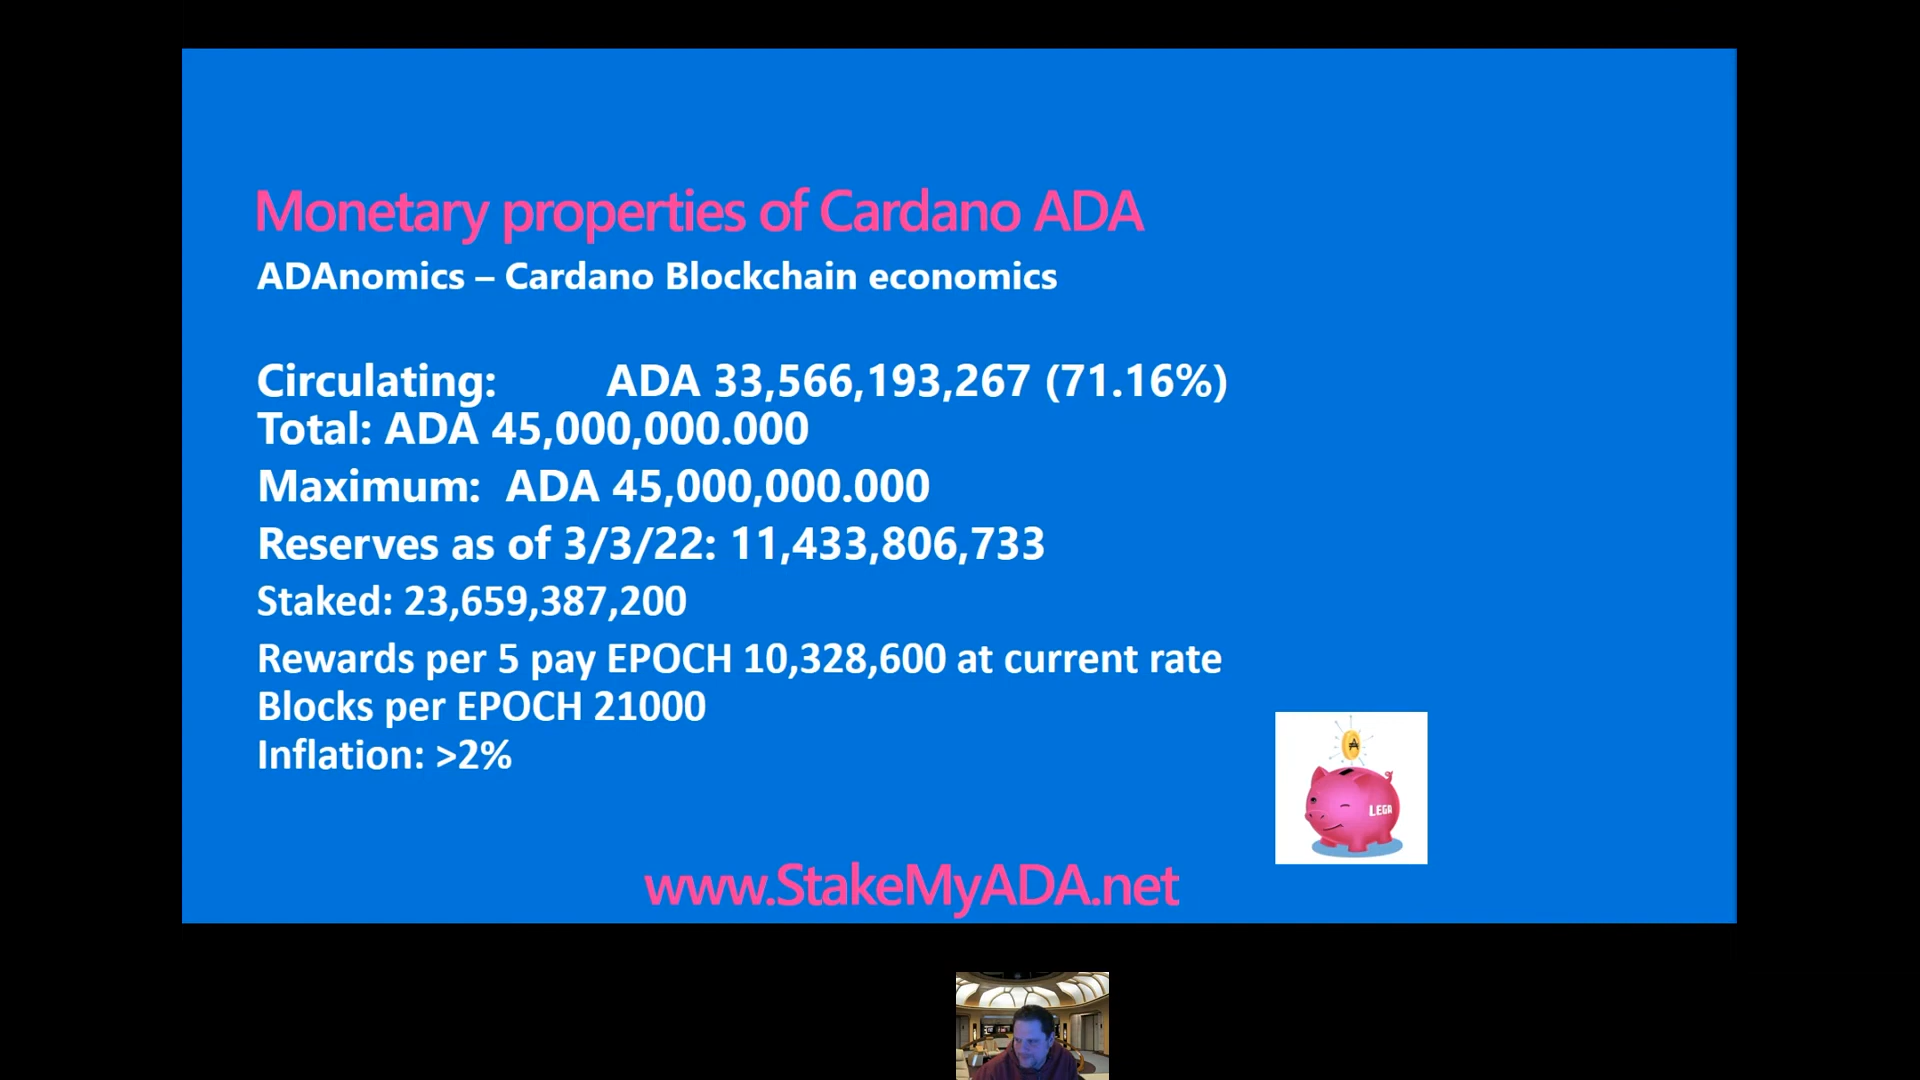 Monetary properties of Cardano ADA
ADAnomics – Cardano Blockchain economics
Circulating: ADA 33,566,193,267 (71.16%)
Total: ADA 45,000,000.000
Maximum: ADA 45,000,000.000
Reserves as of 3/3/22: 11,433,806,733
Staked: 23,659,387,200
Rewards per 5 pay EPOCH 10,328,600 at current rate
Blocks per EPOCH 21000
Inflation: >2%
LEGA
www.StakeMyADA.net